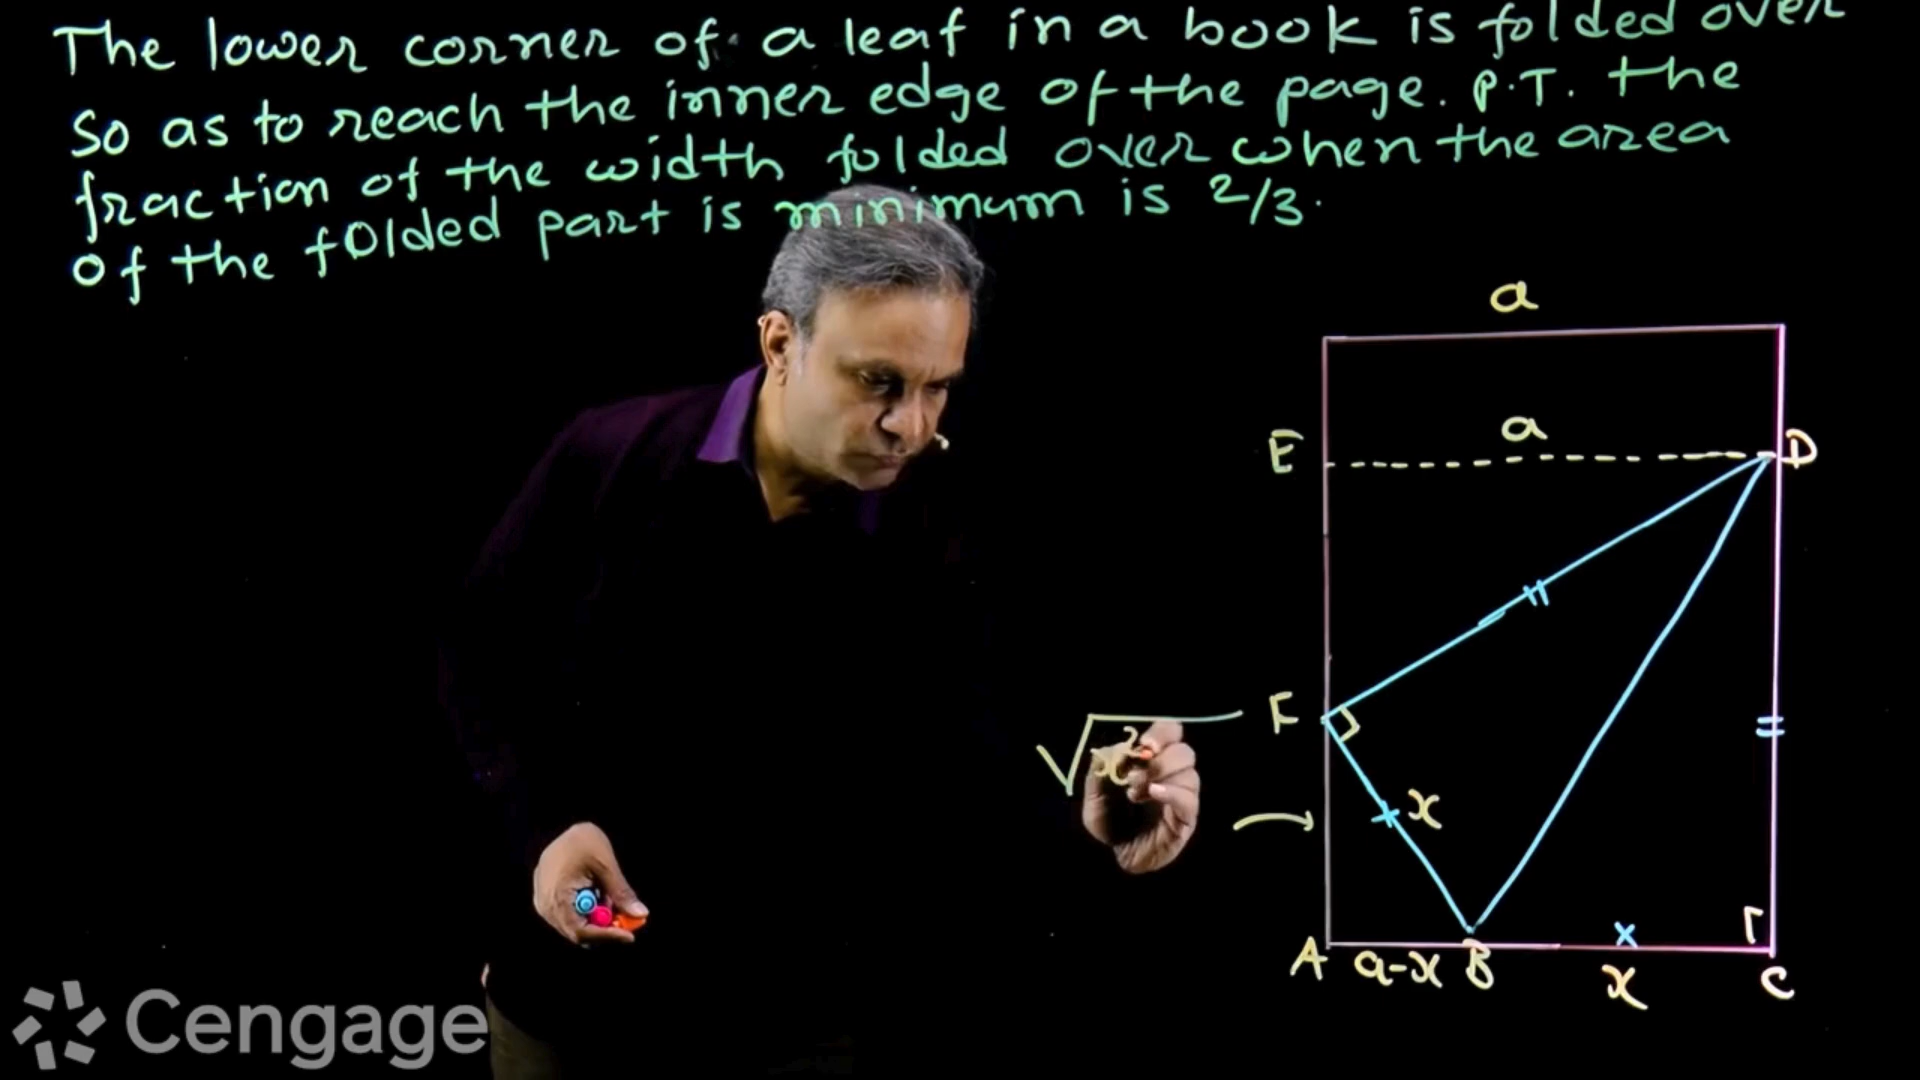 The lower corner of a leaf in a book is folded over
so as to reach the inner edge of the page. P.T. the
fraction of the width folded over when the area
of the folded part is minimum is 2/3.
a
E
a
D
F
√x²
x
A
a-x
B
x
C
Cengage